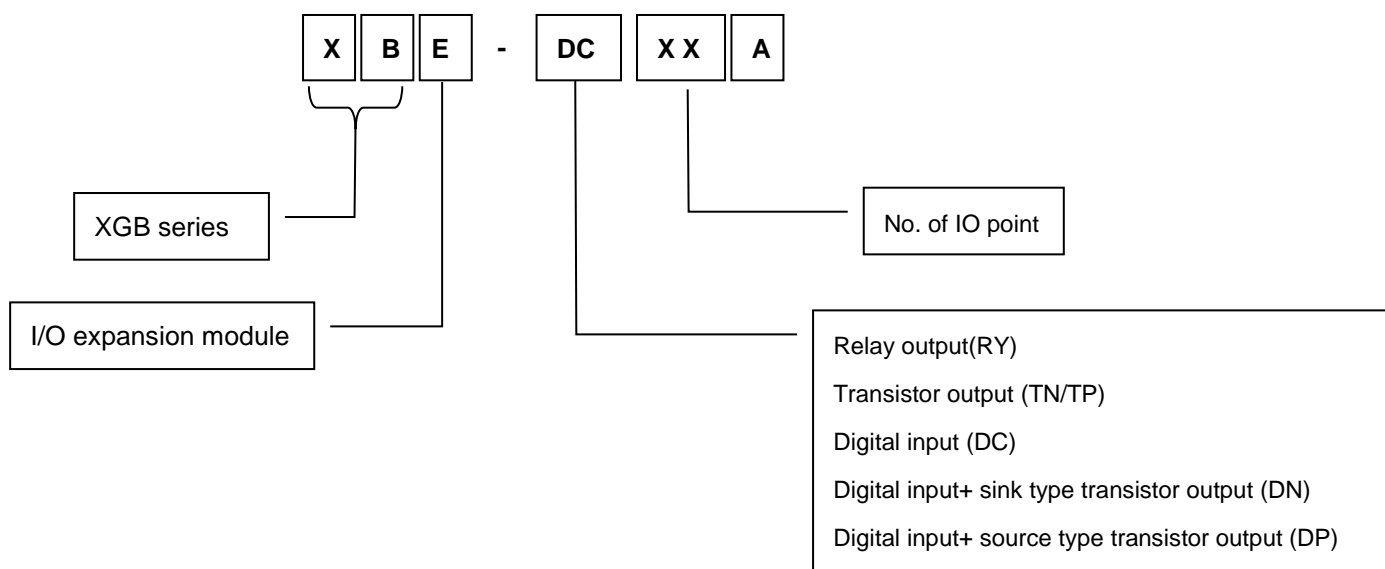 X B E - DC X X A
XGB series
No. of IO point
I/O expansion module
Relay output(RY)
Transistor output (TN/TP)
Digital input (DC)
Digital input+ sink type transistor output (DN)
Digital input+ source type transistor output (DP)